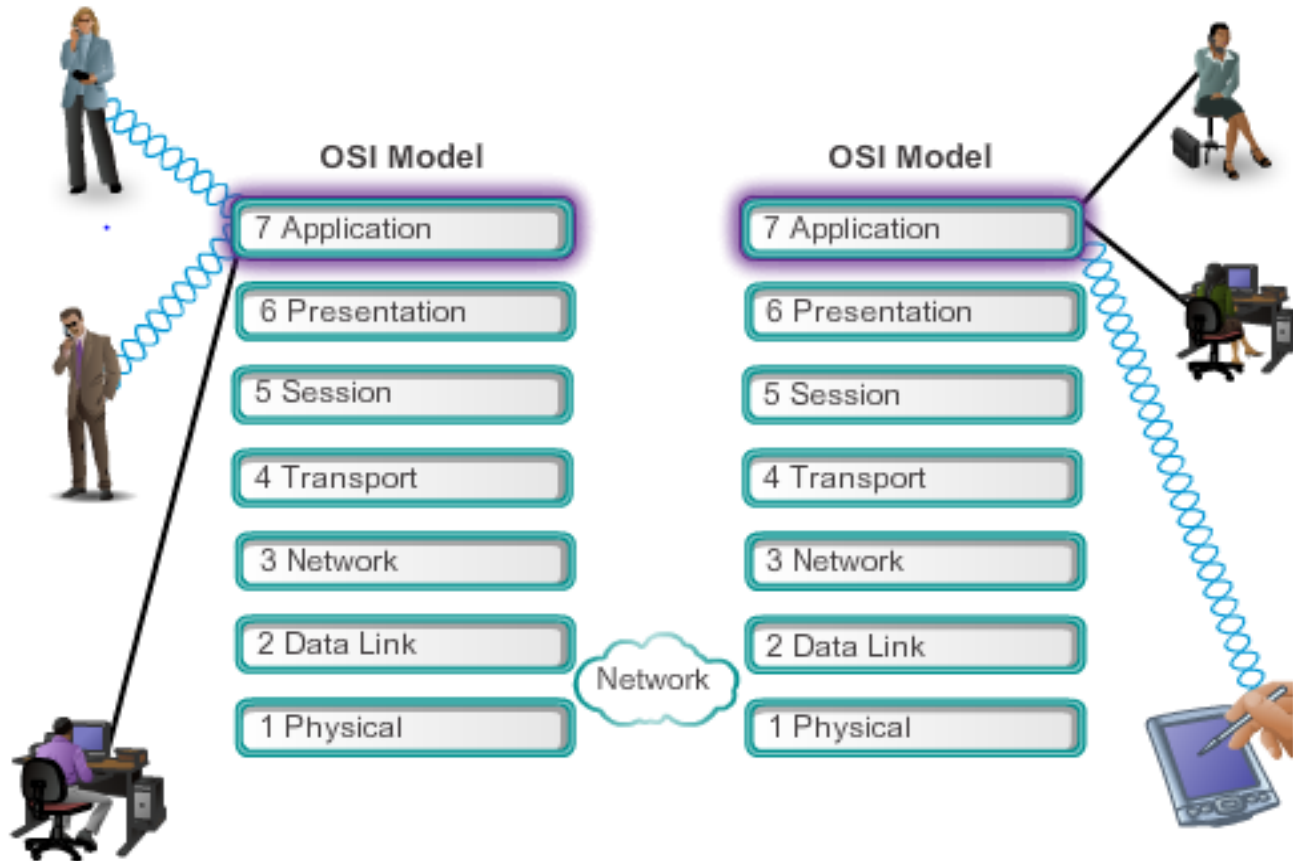 OSI Model
7 Application
6 Presentation
5 Session
4 Transport
3 Network
2 Data Link
1 Physical
Network
OSI Model
7 Application
6 Presentation
5 Session
4 Transport
3 Network
2 Data Link
1 Physical